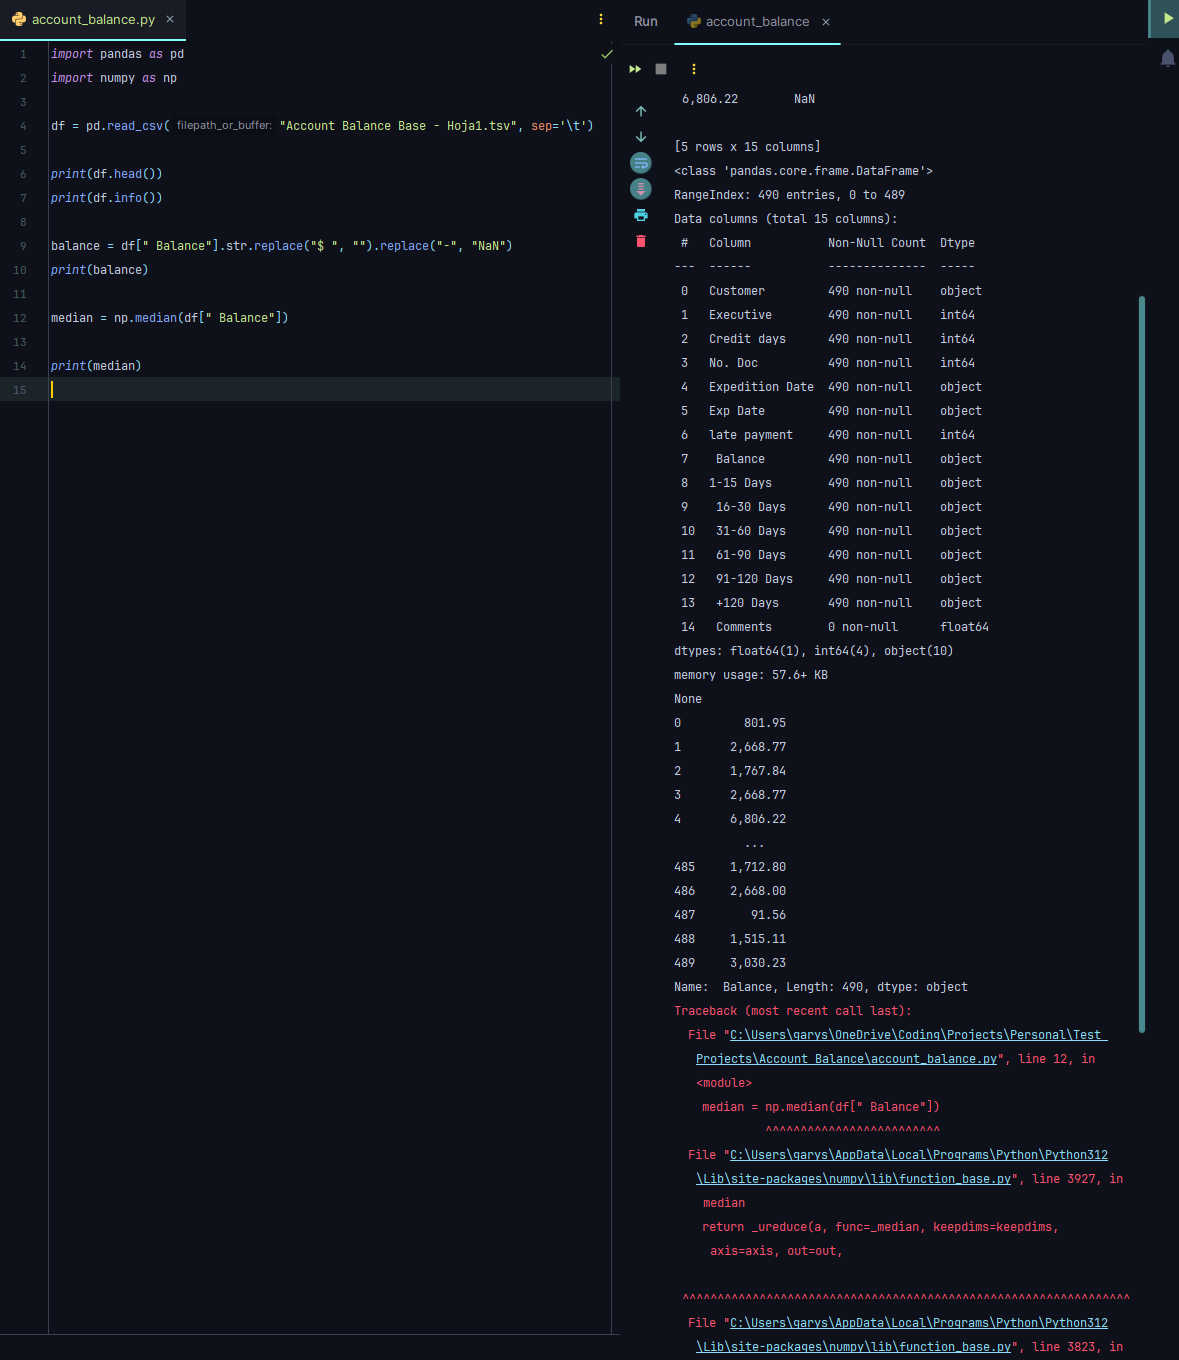 account_balance.py
import pandas as pd
import numpy as np
df = pd.read_csv( filepath_or_buffer: "Account Balance Base - Hoja1.tsv", sep='\t')
print(df.head())
print(df.info())
balance = df[" Balance"].str.replace("$ ", "").replace("-", "NaN")
print(balance)
median = np.median(df[" Balance"])
print(median)
1
2
3
4
5
6
7
8
9
10
11
12
13
14
15
Run account_balance
6,806.22        NaN
[5 rows x 15 columns]
<class 'pandas.core.frame.DataFrame'>
RangeIndex: 490 entries, 0 to 489
Data columns (total 15 columns):
 #   Column           Non-Null Count  Dtype
---  ------           --------------  -----
 0   Customer         490 non-null    object
 1   Executive        490 non-null    int64
 2   Credit days      490 non-null    int64
 3   No. Doc          490 non-null    int64
 4   Expedition Date  490 non-null    object
 5   Exp Date         490 non-null    object
 6   late payment     490 non-null    int64
 7    Balance         490 non-null    object
 8   1-15 Days        490 non-null    object
 9    16-30 Days      490 non-null    object
 10   31-60 Days      490 non-null    object
 11   61-90 Days      490 non-null    object
 12   91-120 Days     490 non-null    object
 13   +120 Days       490 non-null    object
 14   Comments        0 non-null      float64
dtypes: float64(1), int64(4), object(10)
memory usage: 57.6+ KB
None
0         801.95
1       2,668.77
2       1,767.84
3       2,668.77
4       6,806.22
          ...
485     1,712.80
486     2,668.00
487        91.56
488     1,515.11
489     3,030.23
Name:  Balance, Length: 490, dtype: object
Traceback (most recent call last):
  File "C:\Users\qarys\OneDrive\Coding\Projects\Personal\Test
Projects\Account Balance\account_balance.py", line 12, in
<module>
    median = np.median(df[" Balance"])
             ^^^^^^^^^^^^^^^^^^^^^^^^^
  File "C:\Users\qarys\AppData\Local\Programs\Python\Python312
\Lib\site-packages\numpy\lib\function_base.py", line 3927, in
median
    return _ureduce(a, func=_median, keepdims=keepdims,
axis=axis, out=out,
^^^^^^^^^^^^^^^^^^^^^^^^^^^^^^^^^^^^^^^^^^^^^^^^^^^^^^^^^^^^^^^^
  File "C:\Users\qarys\AppData\Local\Programs\Python\Python312
\Lib\site-packages\numpy\lib\function_base.py", line 3823, in